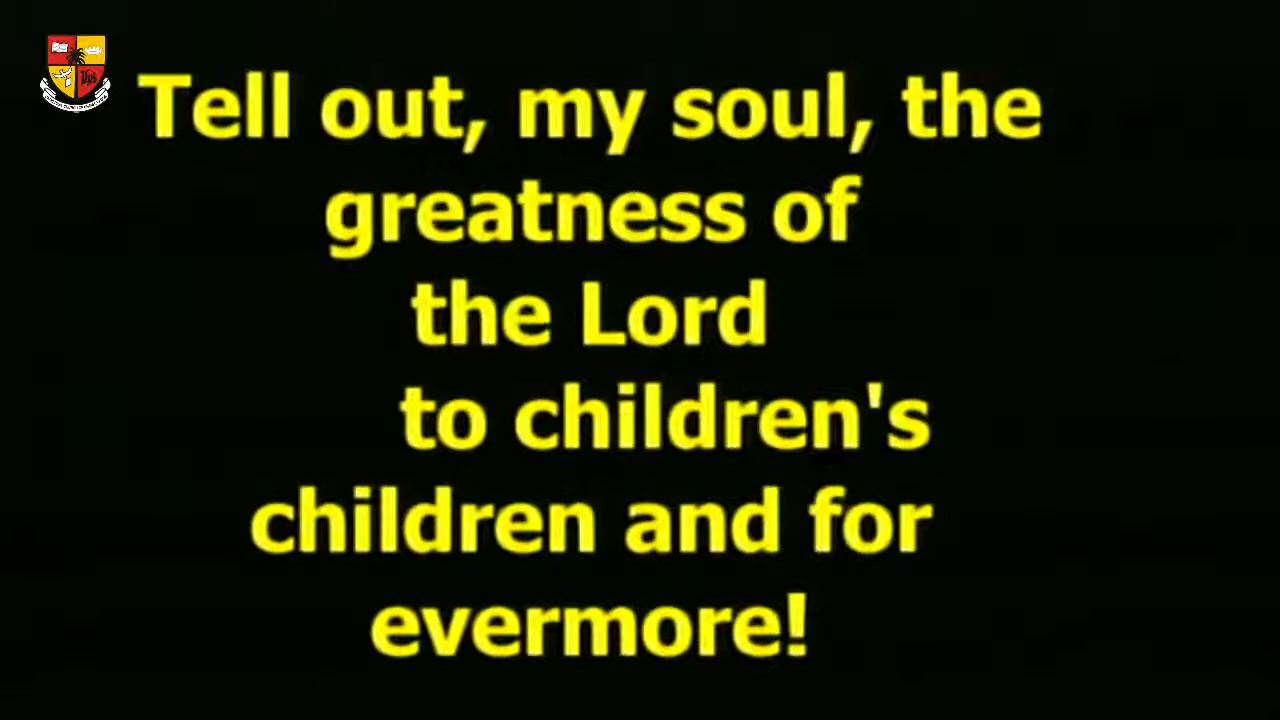 Tell out, my soul, the
greatness of
the Lord
to children's
children and for
evermore!